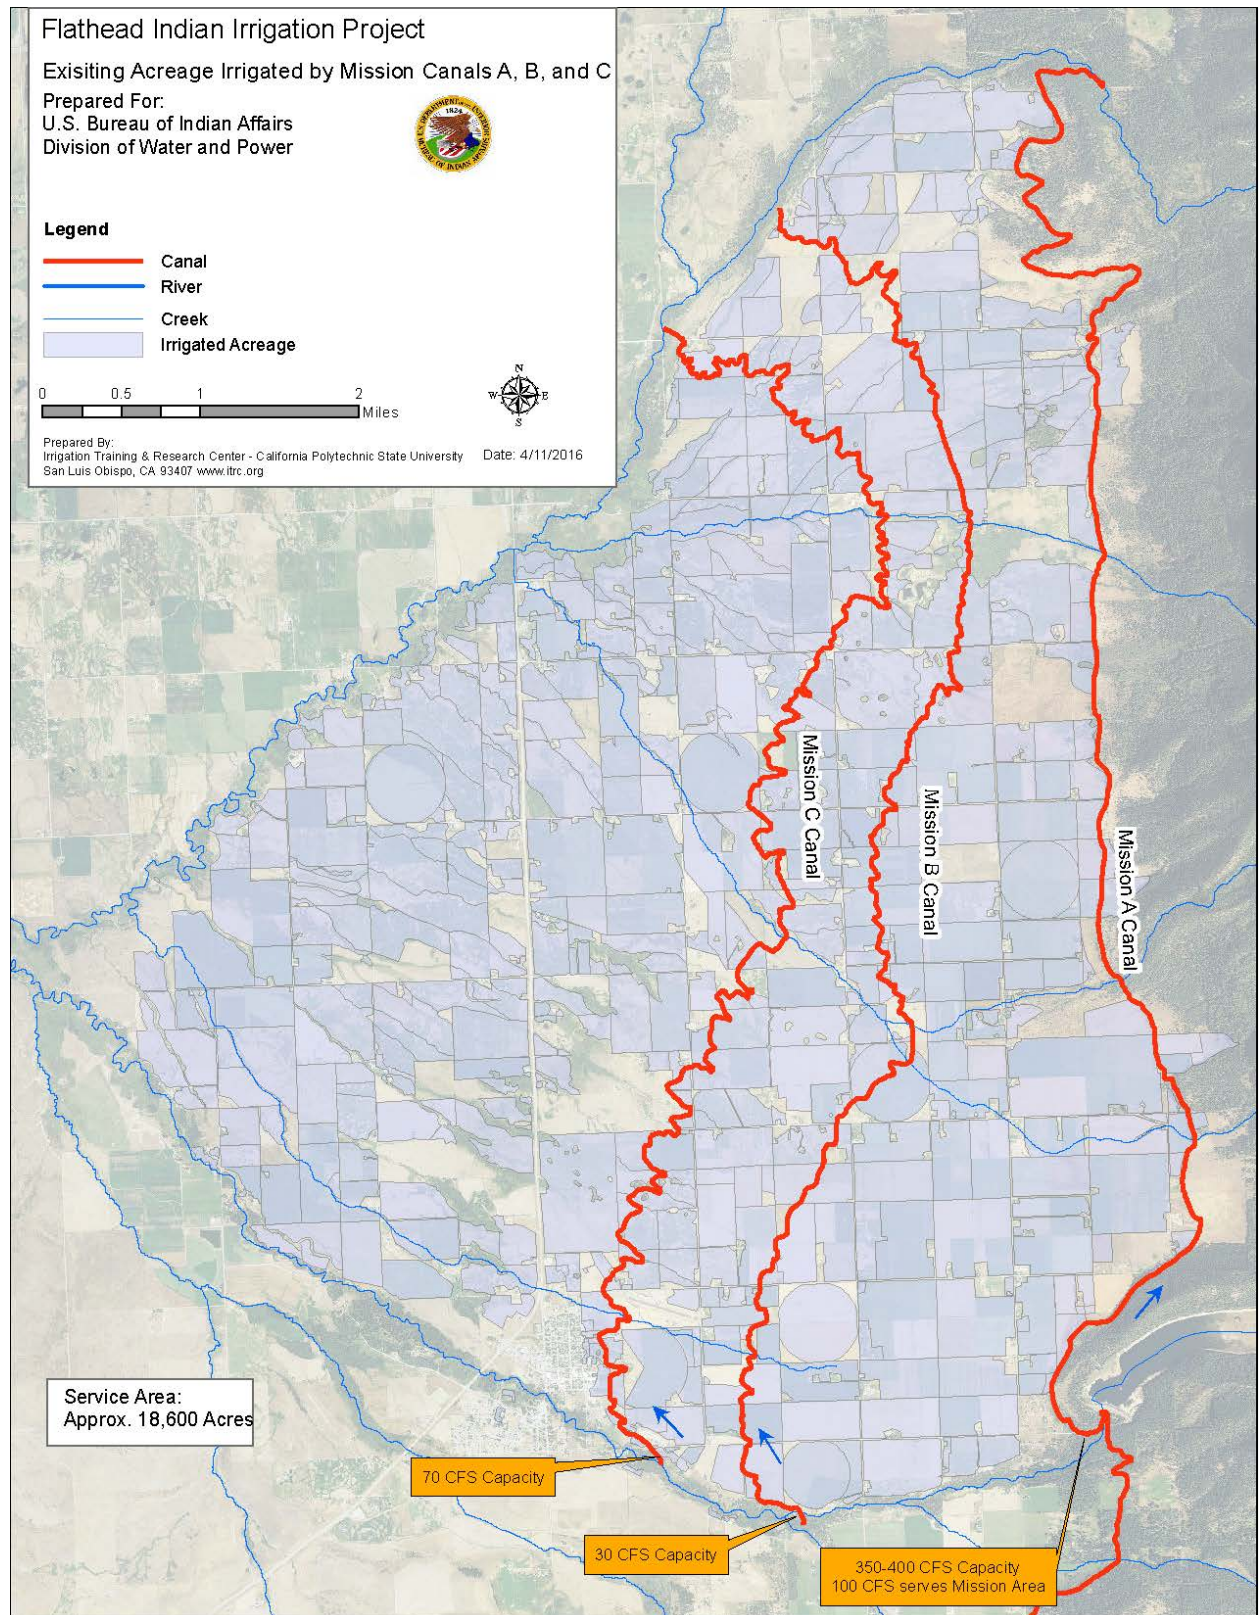 Flathead Indian Irrigation Project
Exisiting Acreage Irrigated by Mission Canals A, B, and C
Prepared For:
U.S. Bureau of Indian Affairs
Division of Water and Power
1824
Legend
Canal
River
Creek
Irrigated Acreage
0 0.5 1 2
Miles
N
W E
S
Prepared By:
Irrigation Training & Research Center - California Polytechnic State University
San Luis Obispo, CA 93407 www.itrc.org
Date: 4/11/2016
Mission C Canal
Mission B Canal
Mission A Canal
Service Area:
Approx. 18,600 Acres
70 CFS Capacity
30 CFS Capacity
350-400 CFS Capacity
100 CFS serves Mission Area